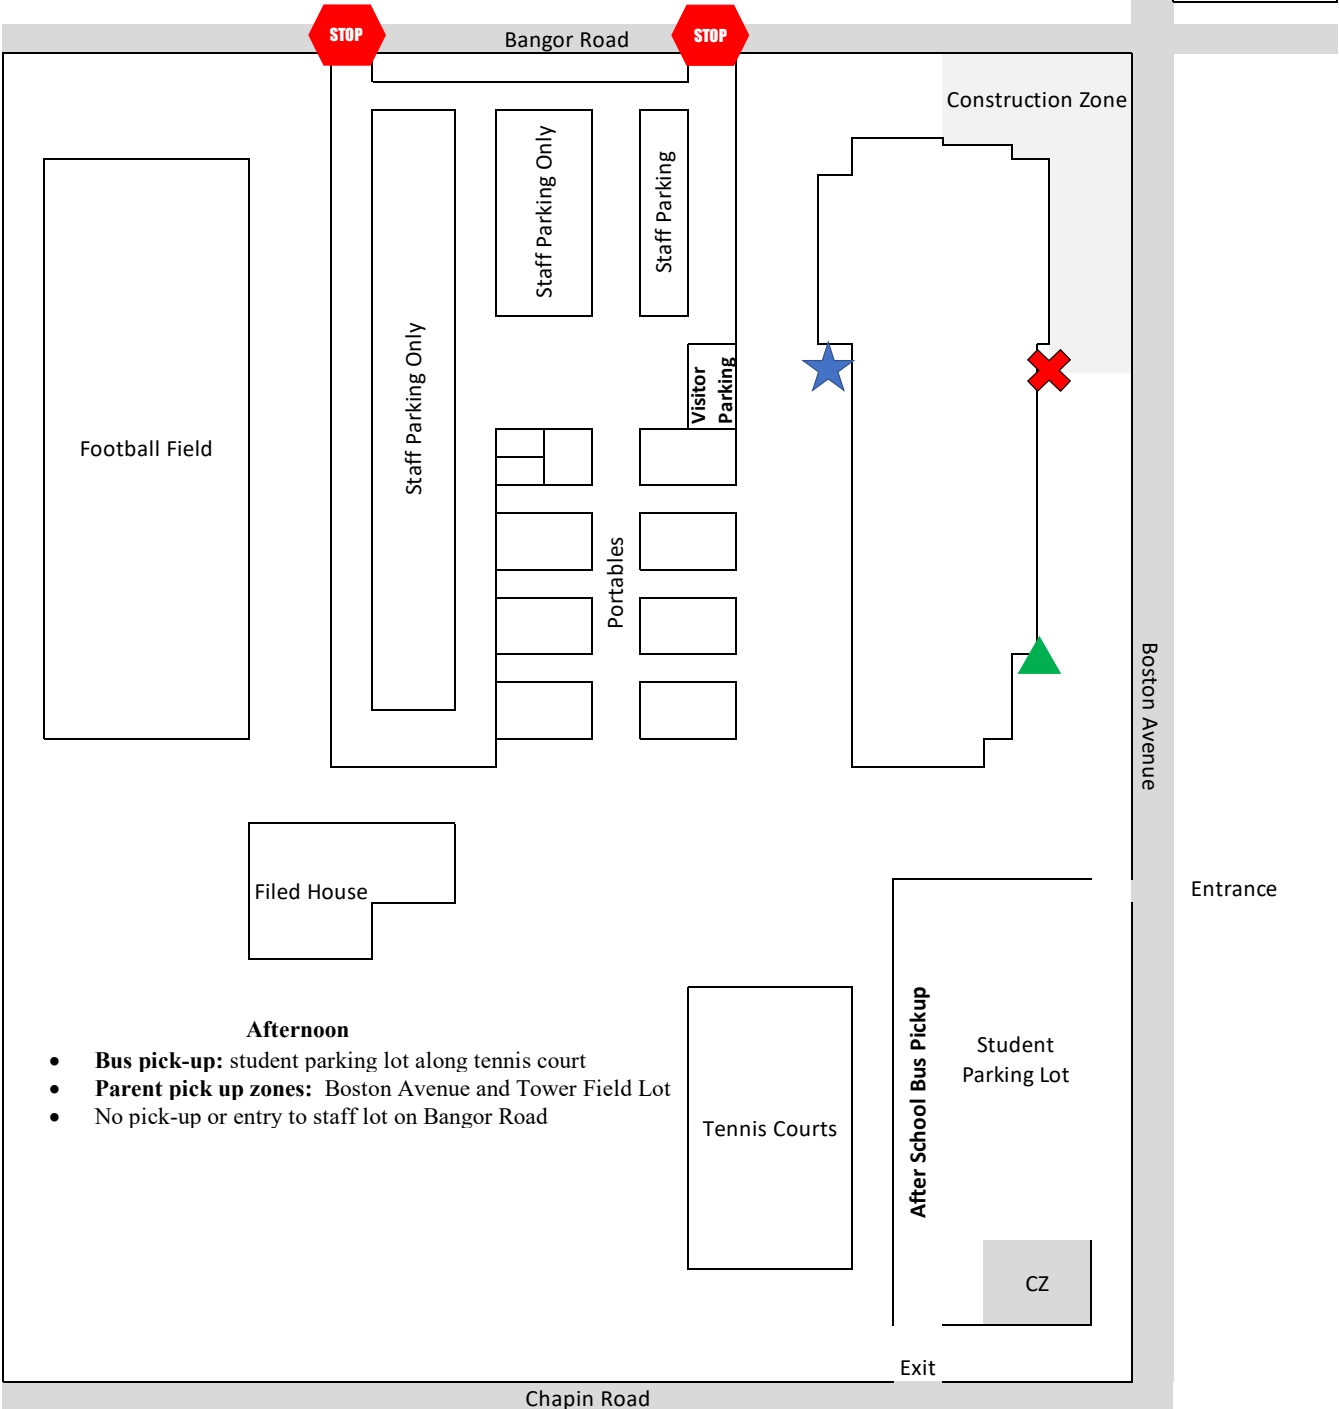 STOP
Bangor Road
STOP
Construction Zone
Staff Parking Only
Staff Parking Only
Staff Parking
Visitor
Parking
Football Field
Portables
Boston Avenue
Filed House
Entrance
Afternoon
• Bus pick-up: student parking lot along tennis court
• Parent pick up zones: Boston Avenue and Tower Field Lot
• No pick-up or entry to staff lot on Bangor Road
Tennis Courts
After School Bus Pickup
Student
Parking Lot
CZ
Exit
Chapin Road